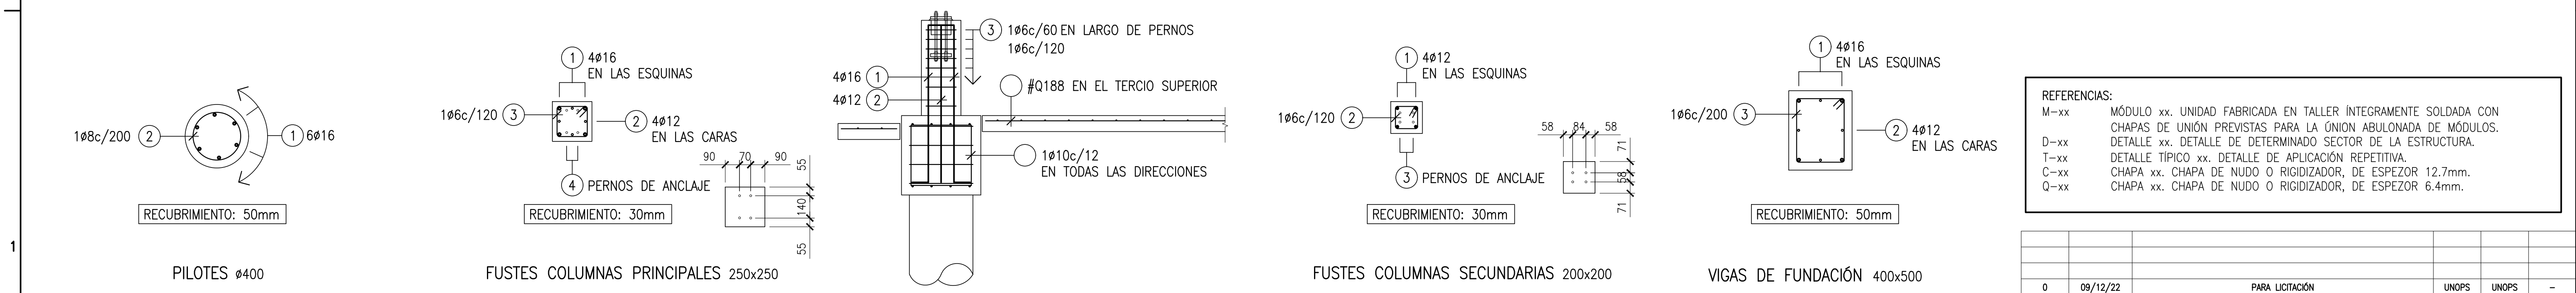 1
1ø8c/200 2
1 6ø16
RECUBRIMIENTO: 50mm
PILOTES ø400
1 4ø16
EN LAS ESQUINAS
1ø6c/120 3
2 4ø12
EN LAS CARAS
4 PERNOS DE ANCLAJE
RECUBRIMIENTO: 30mm
90 70 90
55
140
55
FUSTES COLUMNAS PRINCIPALES 250x250
3 1ø6c/60 EN LARGO DE PERNOS
1ø6c/120
4ø16 1
4ø12 2
#Q188 EN EL TERCIO SUPERIOR
1ø10c/12
EN TODAS LAS DIRECCIONES
1 4ø12
EN LAS ESQUINAS
1ø6c/120 2
3 PERNOS DE ANCLAJE
RECUBRIMIENTO: 30mm
58 84 58
71
58
71
FUSTES COLUMNAS SECUNDARIAS 200x200
1 4ø16
EN LAS ESQUINAS
1ø6c/200 3
2 4ø12
EN LAS CARAS
RECUBRIMIENTO: 50mm
VIGAS DE FUNDACIÓN 400x500
REFERENCIAS:
M-xx MÓDULO xx. UNIDAD FABRICADA EN TALLER ÍNTEGRAMENTE SOLDADA CON
CHAPAS DE UNIÓN PREVISTAS PARA LA ÚNION ABULONADA DE MÓDULOS.
D-xx DETALLE xx. DETALLE DE DETERMINADO SECTOR DE LA ESTRUCTURA.
T-xx DETALLE TÍPICO xx. DETALLE DE APLICACIÓN REPETITIVA.
C-xx CHAPA xx. CHAPA DE NUDO O RIGIDIZADOR, DE ESPEZOR 12.7mm.
Q-xx CHAPA xx. CHAPA DE NUDO O RIGIDIZADOR, DE ESPEZOR 6.4mm.
0 09/12/22 PARA LICITACIÓN UNOPS UNOPS -